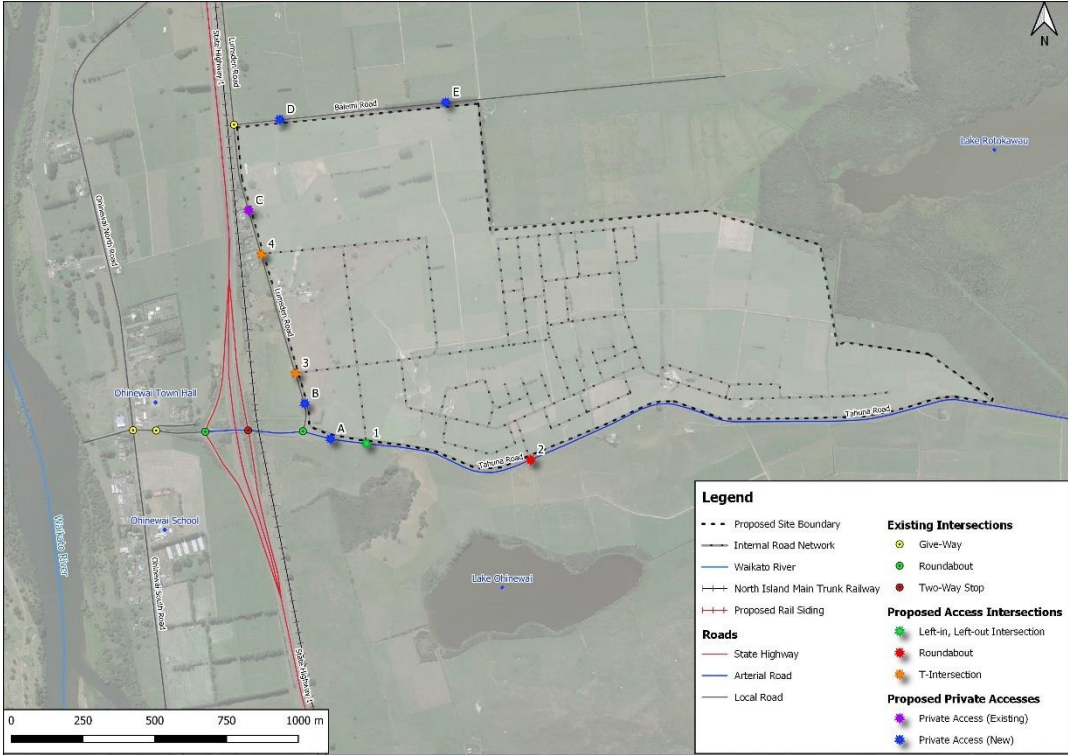 N
State Highway 1
Lumsden Road
Balemi Road
D
E
Lake Rotokawau
C
Ohinewai North Road
4
Lumsden Road
3
B
Ohinewai Town Hall
A
1
Tahuna Road
2
Tahuna Road
Ohinewai School
Waikato River
Ohinewai South Road
Lake Ohinewai
State Highway 1
0 250 500 750 1000 m
Legend
Proposed Site Boundary
Internal Road Network
Waikato River
North Island Main Trunk Railway
Proposed Rail Siding
Roads
State Highway
Arterial Road
Local Road
Existing Intersections
Give-Way
Roundabout
Two-Way Stop
Proposed Access Intersections
Left-in, Left-out Intersection
Roundabout
T-Intersection
Proposed Private Accesses
Private Access (Existing)
Private Access (New)